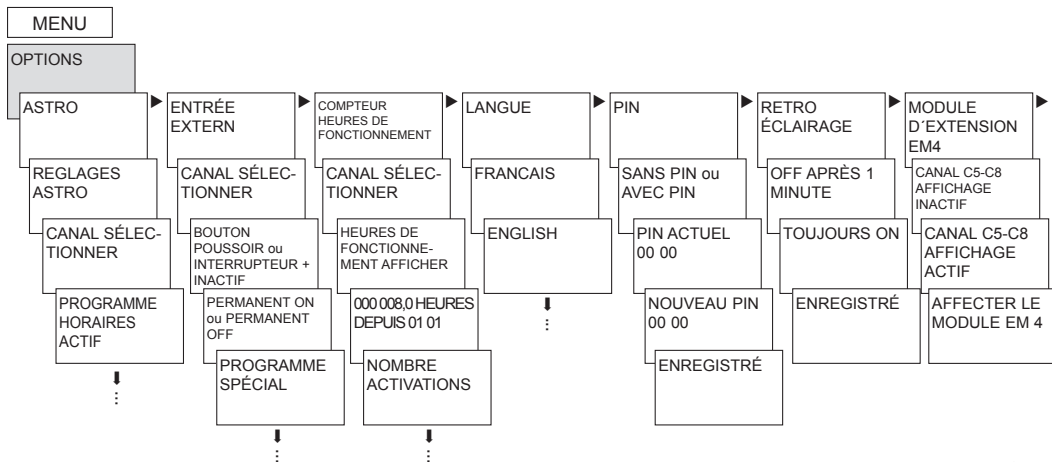 MENU
OPTIONS
ASTRO
REGLAGES
ASTRO
CANAL SÉLEC-
TIONNER
PROGRAMME
HORAIRES
ACTIF
ENTRÉE
EXTERN
CANAL SÉLEC-
TIONNER
BOUTON
POUSSOIR ou
INTERRUPTEUR +
INACTIF
PERMANENT ON
ou PERMANENT
OFF
PROGRAMME
SPÉCIAL
COMPTEUR
HEURES DE
FONCTIONNEMENT
CANAL SÉLEC-
TIONNER
HEURES DE
FONCTIONNE-
MENT AFFICHER
000 008,0 HEURES
DEPUIS 01 01
NOMBRE
ACTIVATIONS
LANGUE
FRANCAIS
ENGLISH
PIN
SANS PIN ou
AVEC PIN
PIN ACTUEL
00 00
NOUVEAU PIN
00 00
ENREGISTRÉ
RETRO
ÉCLAIRAGE
OFF APRÈS 1
MINUTE
TOUJOURS ON
ENREGISTRÉ
MODULE
D´EXTENSION
EM4
CANAL C5-C8
AFFICHAGE
INACTIF
CANAL C5-C8
AFFICHAGE
ACTIF
AFFECTER LE
MODULE EM 4